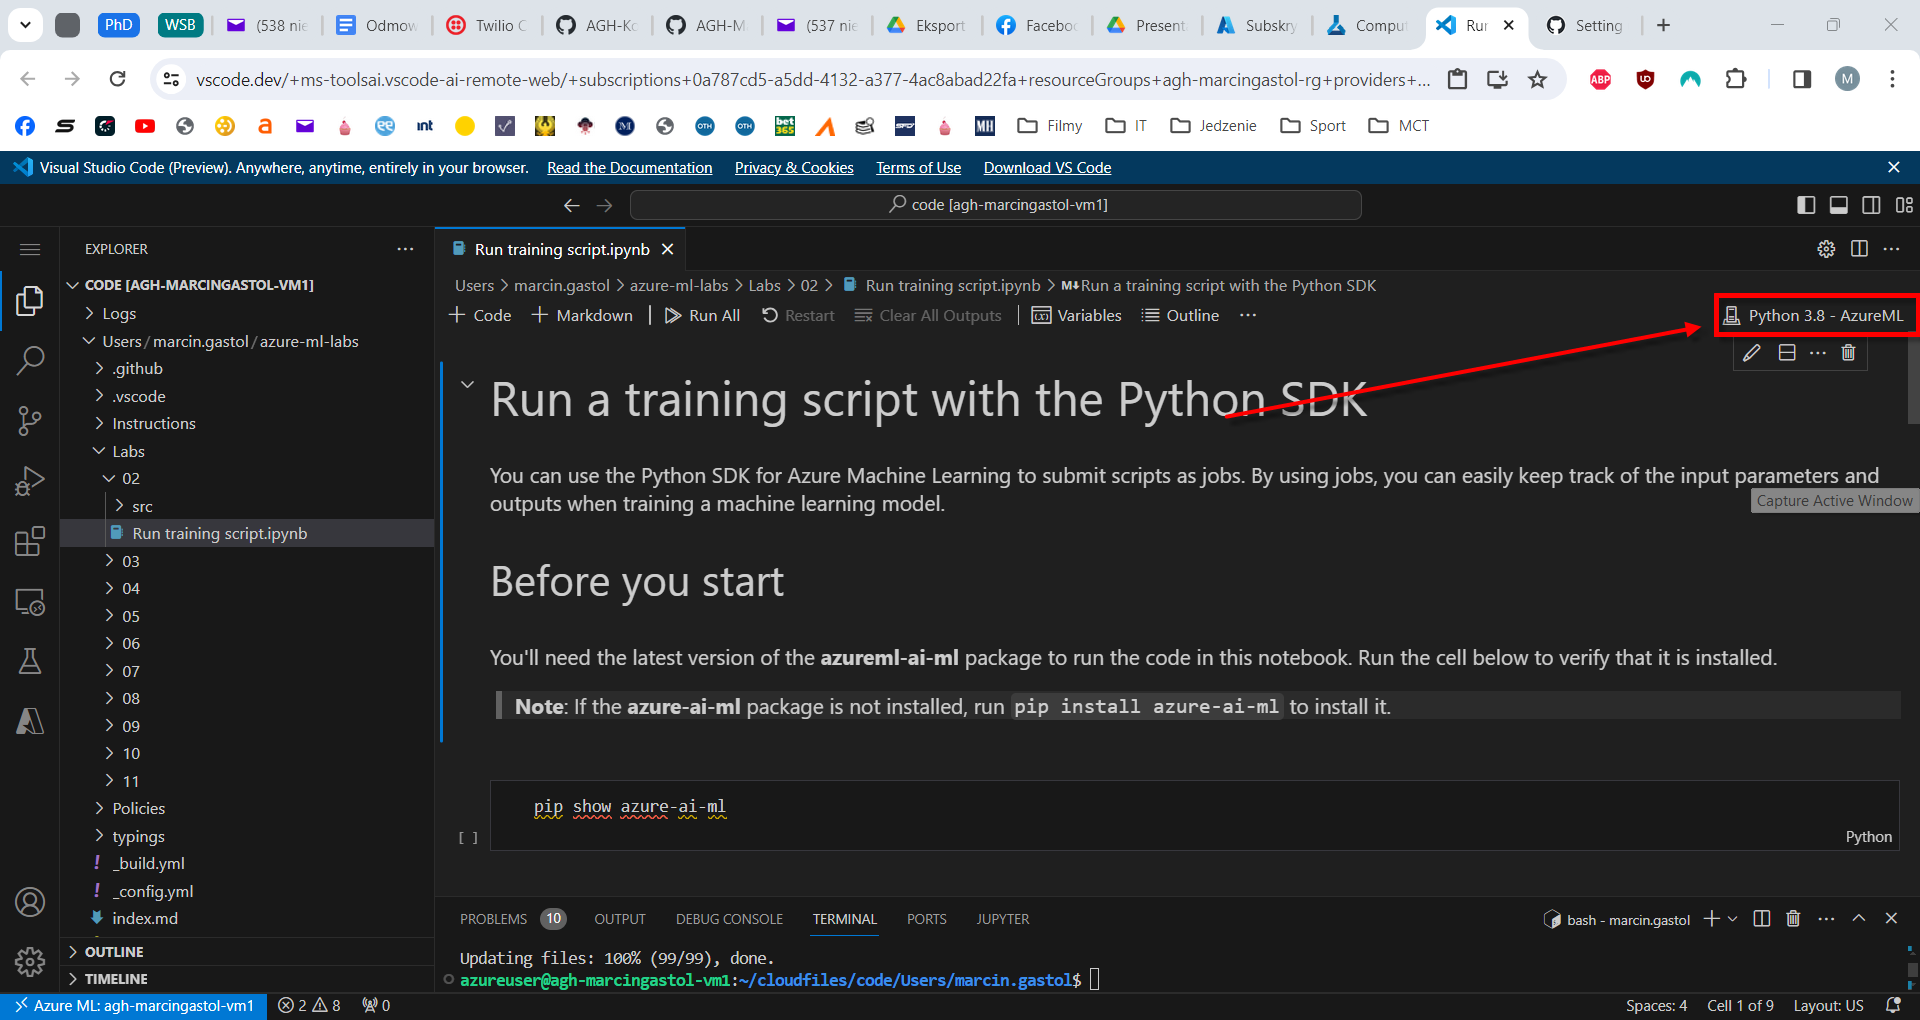 PhD
WSB
(538 nie
Odmow
Twilio C
AGH-Ko
AGH-M
(537 nie
Eksport
Faceboo
Present
Subskry
Comput
Run
Setting
vscode.dev/+ms-toolsai.vscode-ai-remote-web/+subscriptions+0a787cd5-a5dd-4132-a377-4ac8abad22fa+resourceGroups+agh-marcingastol-rg+providers+...
ABP
M
int
OTH
OTH
bet365
MH
Filmy
IT
Jedzenie
Sport
MCT
Visual Studio Code (Preview). Anywhere, anytime, entirely in your browser. Read the Documentation Privacy & Cookies Terms of Use Download VS Code
code [agh-marcingastol-vm1]
EXPLORER
Run training script.ipynb
CODE [AGH-MARCINGASTOL-VM1]
Logs
Users/marcin.gastol/azure-ml-labs
.github
.vscode
Instructions
Labs
02
src
Run training script.ipynb
03
04
05
06
07
08
09
10
11
Policies
typings
! _build.yml
! _config.yml
index.md
OUTLINE
TIMELINE
Users > marcin.gastol > azure-ml-labs > Labs > 02 > Run training script.ipynb > M↓Run a training script with the Python SDK
+ Code + Markdown | Run All Restart Clear All Outputs | Variables Outline ...
Python 3.8 - AzureML
Run a training script with the Python SDK
You can use the Python SDK for Azure Machine Learning to submit scripts as jobs. By using jobs, you can easily keep track of the input parameters and
outputs when training a machine learning model.
Capture Active Window
Before you start
You'll need the latest version of the azureml-ai-ml package to run the code in this notebook. Run the cell below to verify that it is installed.
Note: If the azure-ai-ml package is not installed, run pip install azure-ai-ml to install it.
pip show azure-ai-ml
[ ]
Python
PROBLEMS 10 OUTPUT DEBUG CONSOLE TERMINAL PORTS JUPYTER
bash - marcin.gastol
Updating files: 100% (99/99), done.
azureuser@agh-marcingastol-vm1:~/cloudfiles/code/Users/marcin.gastol$
Azure ML: agh-marcingastol-vm1
2 8
0
Spaces: 4
Cell 1 of 9
Layout: US